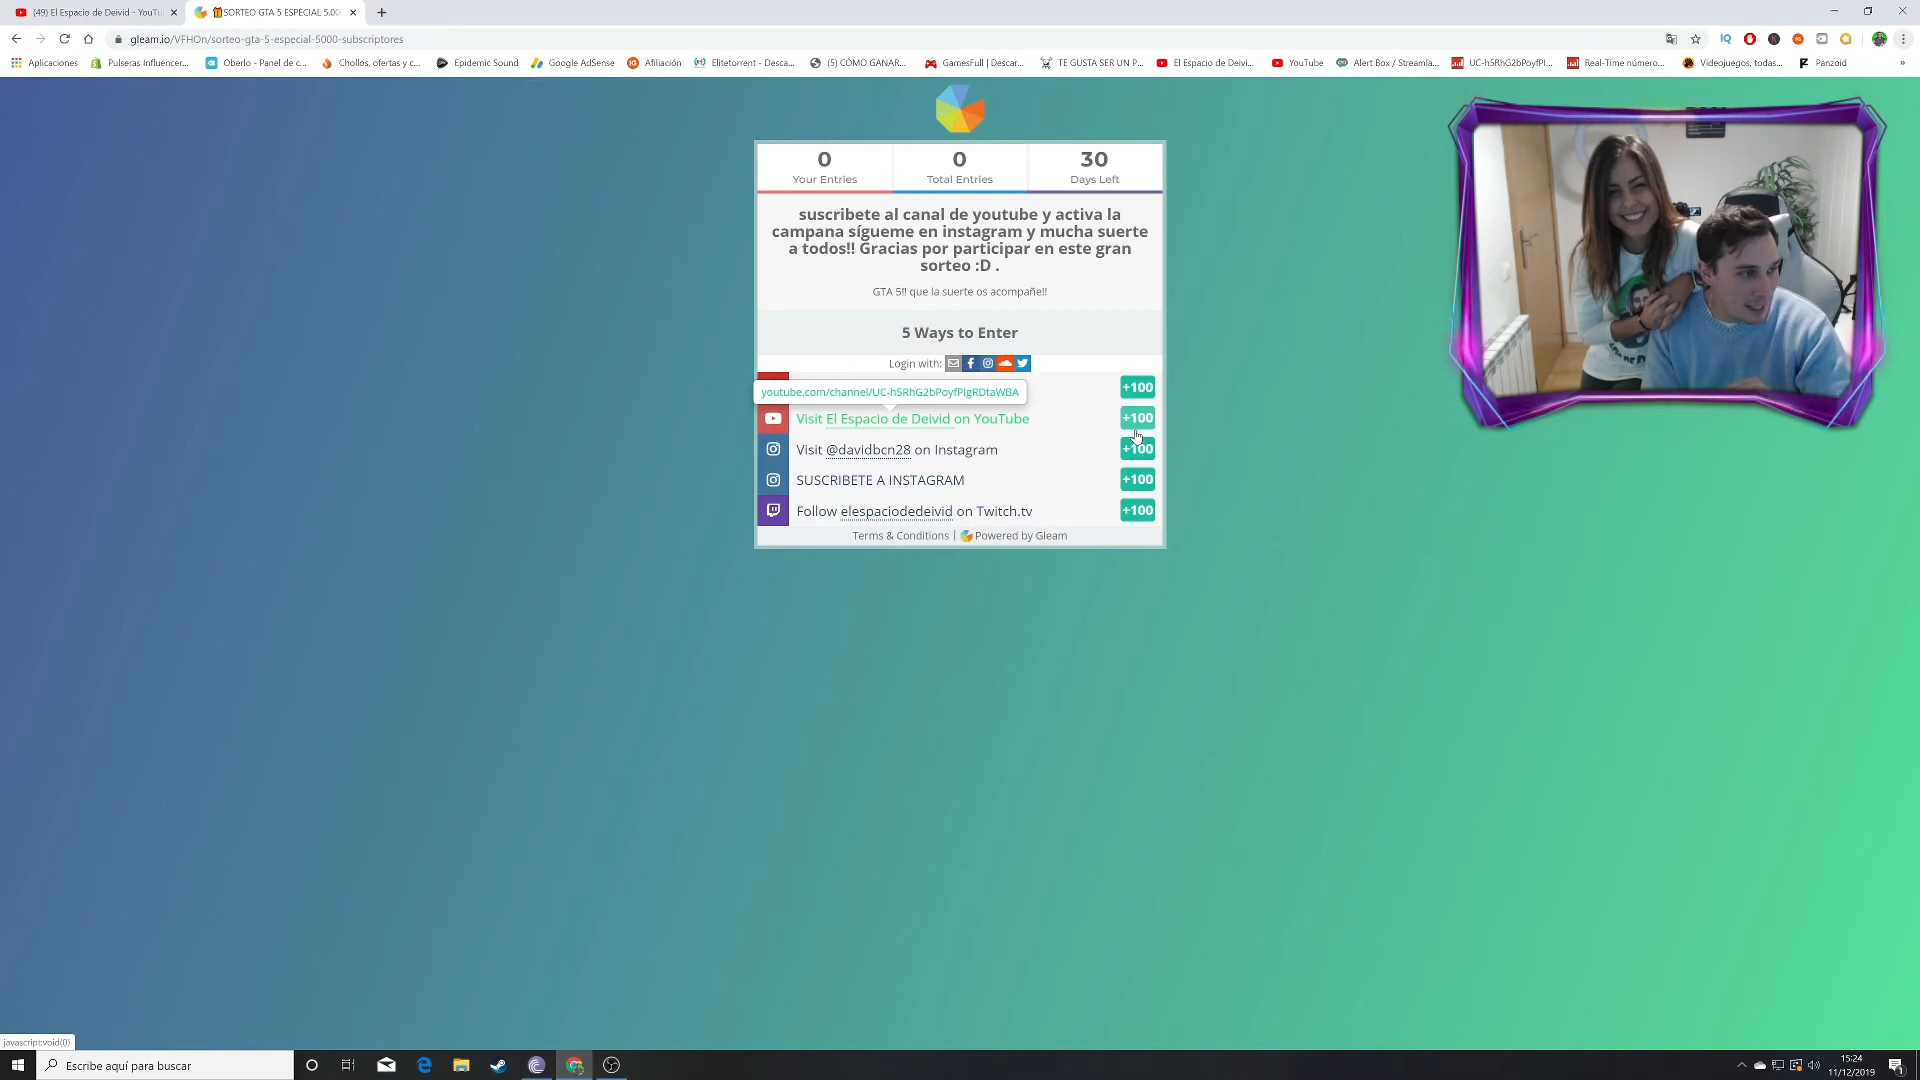 (49) El Espacio de Deivid - YouTu
SORTEO GTA 5 ESPECIAL 5.00
gleam.io/VFHOn/sorteo-gta-5-especial-5000-subscriptores
Aplicaciones
Pulseras Influencer...
Oberlo - Panel de c...
Chollos, ofertas y c...
Epidemic Sound
Google AdSense
Afiliación
Elitetorrent - Desca...
(5) CÓMO GANAR...
GamesFull | Descar...
TE GUSTA SER UN P...
El Espacio de Deivi...
YouTube
Alert Box / Streamla...
UC-h5RhG2bPoyfPI...
Real-Time número...
Videojuegos, todas...
Panzoid
0
Your Entries
0
Total Entries
30
Days Left
suscribete al canal de youtube y activa la
campana sígueme en instagram y mucha suerte
a todos!! Gracias por participar en este gran
sorteo :D .
GTA 5!! que la suerte os acompañe!!
5 Ways to Enter
Login with:
+100
youtube.com/channel/UC-h5RhG2bPoyfPIgRDtaWBA
Visit El Espacio de Deivid on YouTube
+100
Visit @davidbcn28 on Instagram
+100
SUSCRIBETE A INSTAGRAM
+100
Follow elespaciodedeivid on Twitch.tv
+100
Terms & Conditions | Powered by Gleam
javascript:void(0)
Escribe aquí para buscar
15:24
11/12/2019